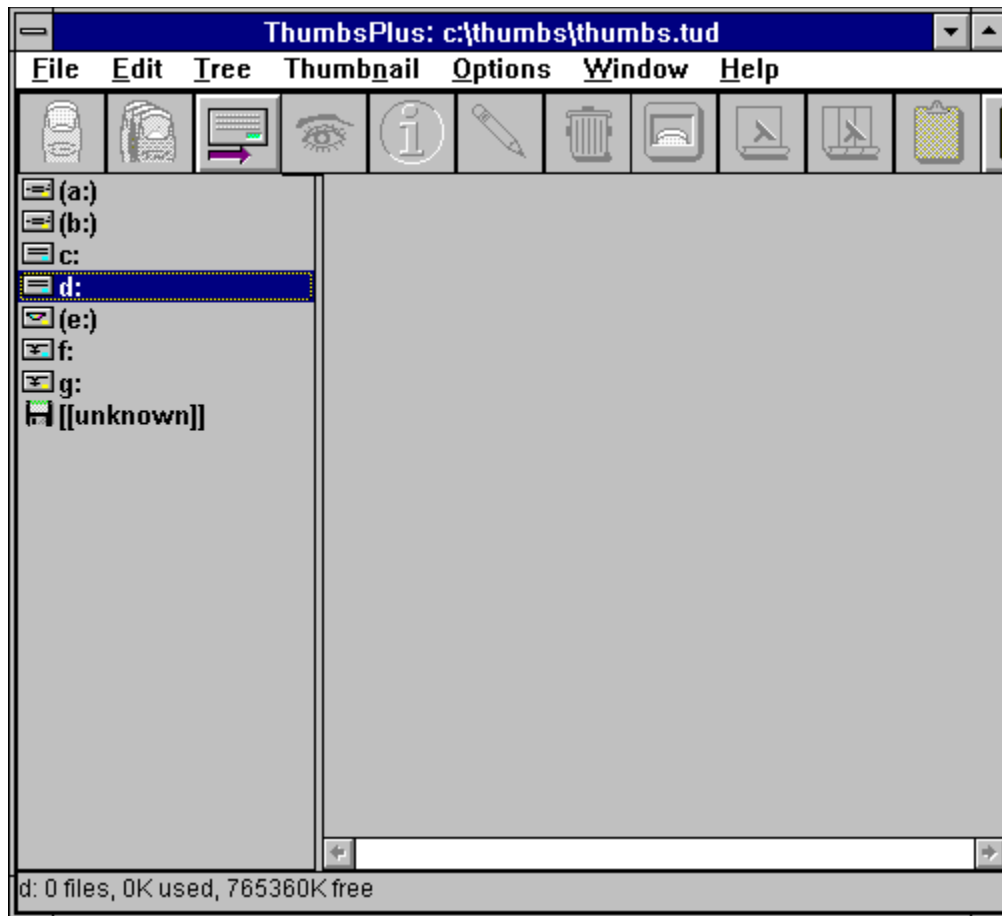 ThumbsPlus: c:\thumbs\thumbs.tud
File Edit Tree Thumbnail Options Window Help
(a:)
(b:)
c:
d:
(e:)
f:
g:
[[unknown]]
d: 0 files, 0K used, 765360K free